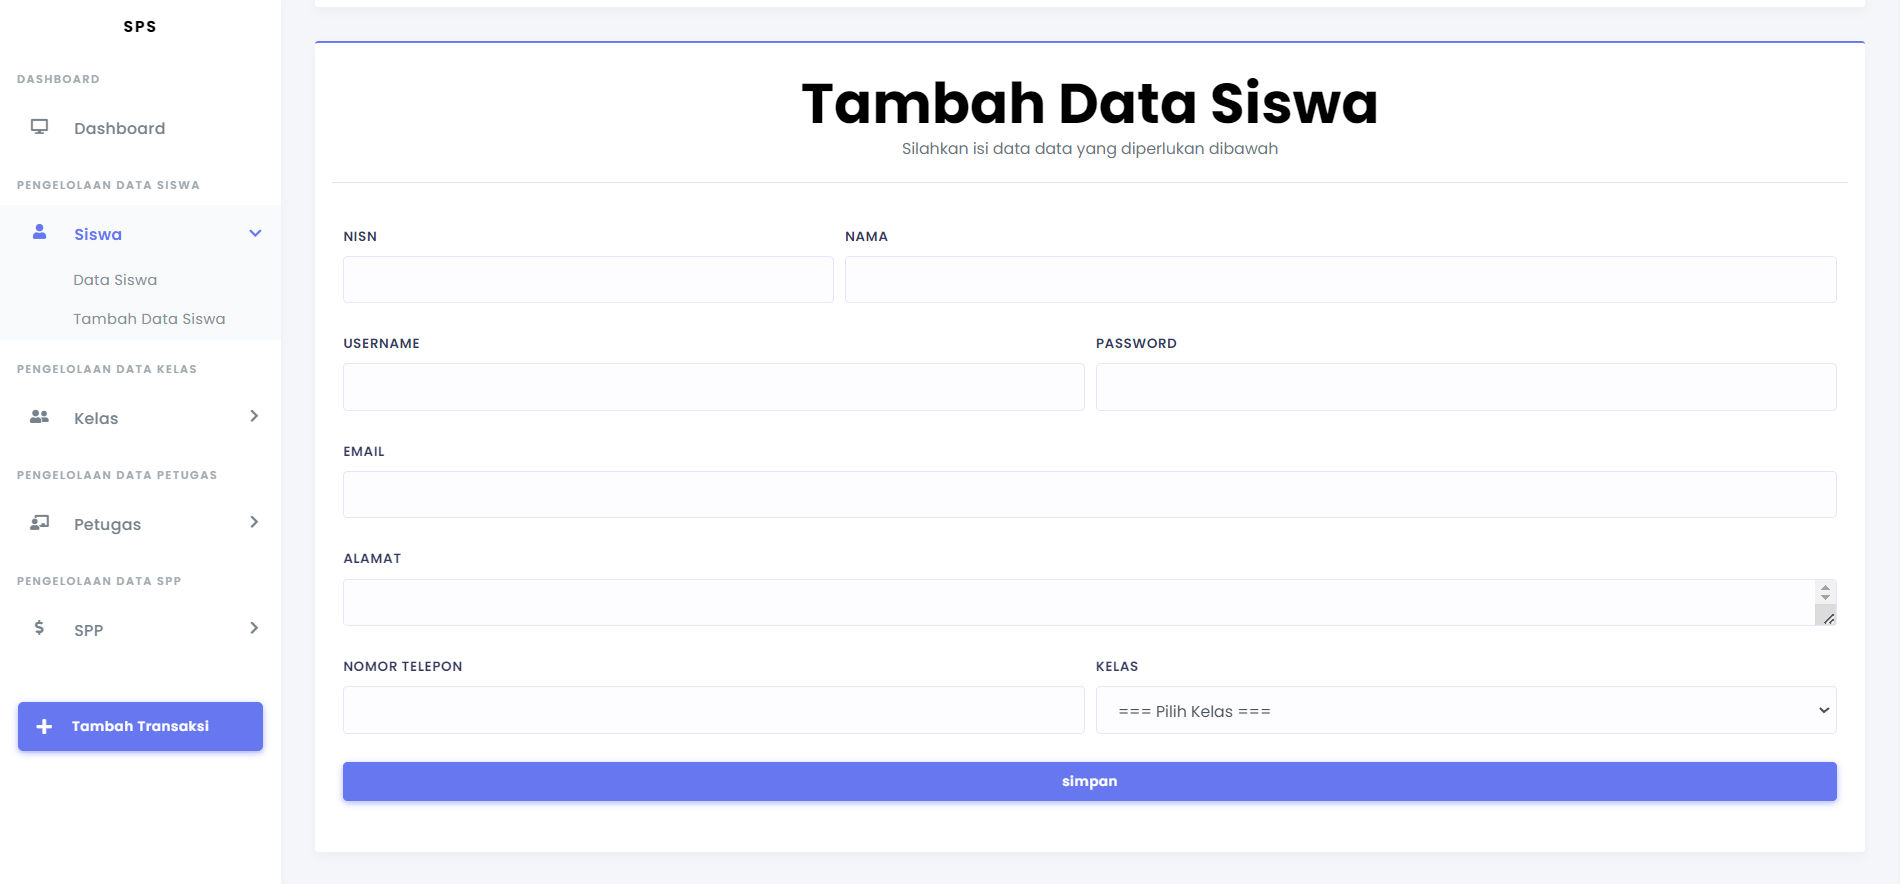 SPS
DASHBOARD
Dashboard
PENGELOLAAN DATA SISWA
Siswa
Data Siswa
Tambah Data Siswa
PENGELOLAAN DATA KELAS
Kelas
PENGELOLAAN DATA PETUGAS
Petugas
PENGELOLAAN DATA SPP
SPP
Tambah Transaksi
Tambah Data Siswa
Silahkan isi data data yang diperlukan dibawah
NISN
NAMA
USERNAME
PASSWORD
EMAIL
ALAMAT
NOMOR TELEPON
KELAS
=== Pilih Kelas ===
simpan